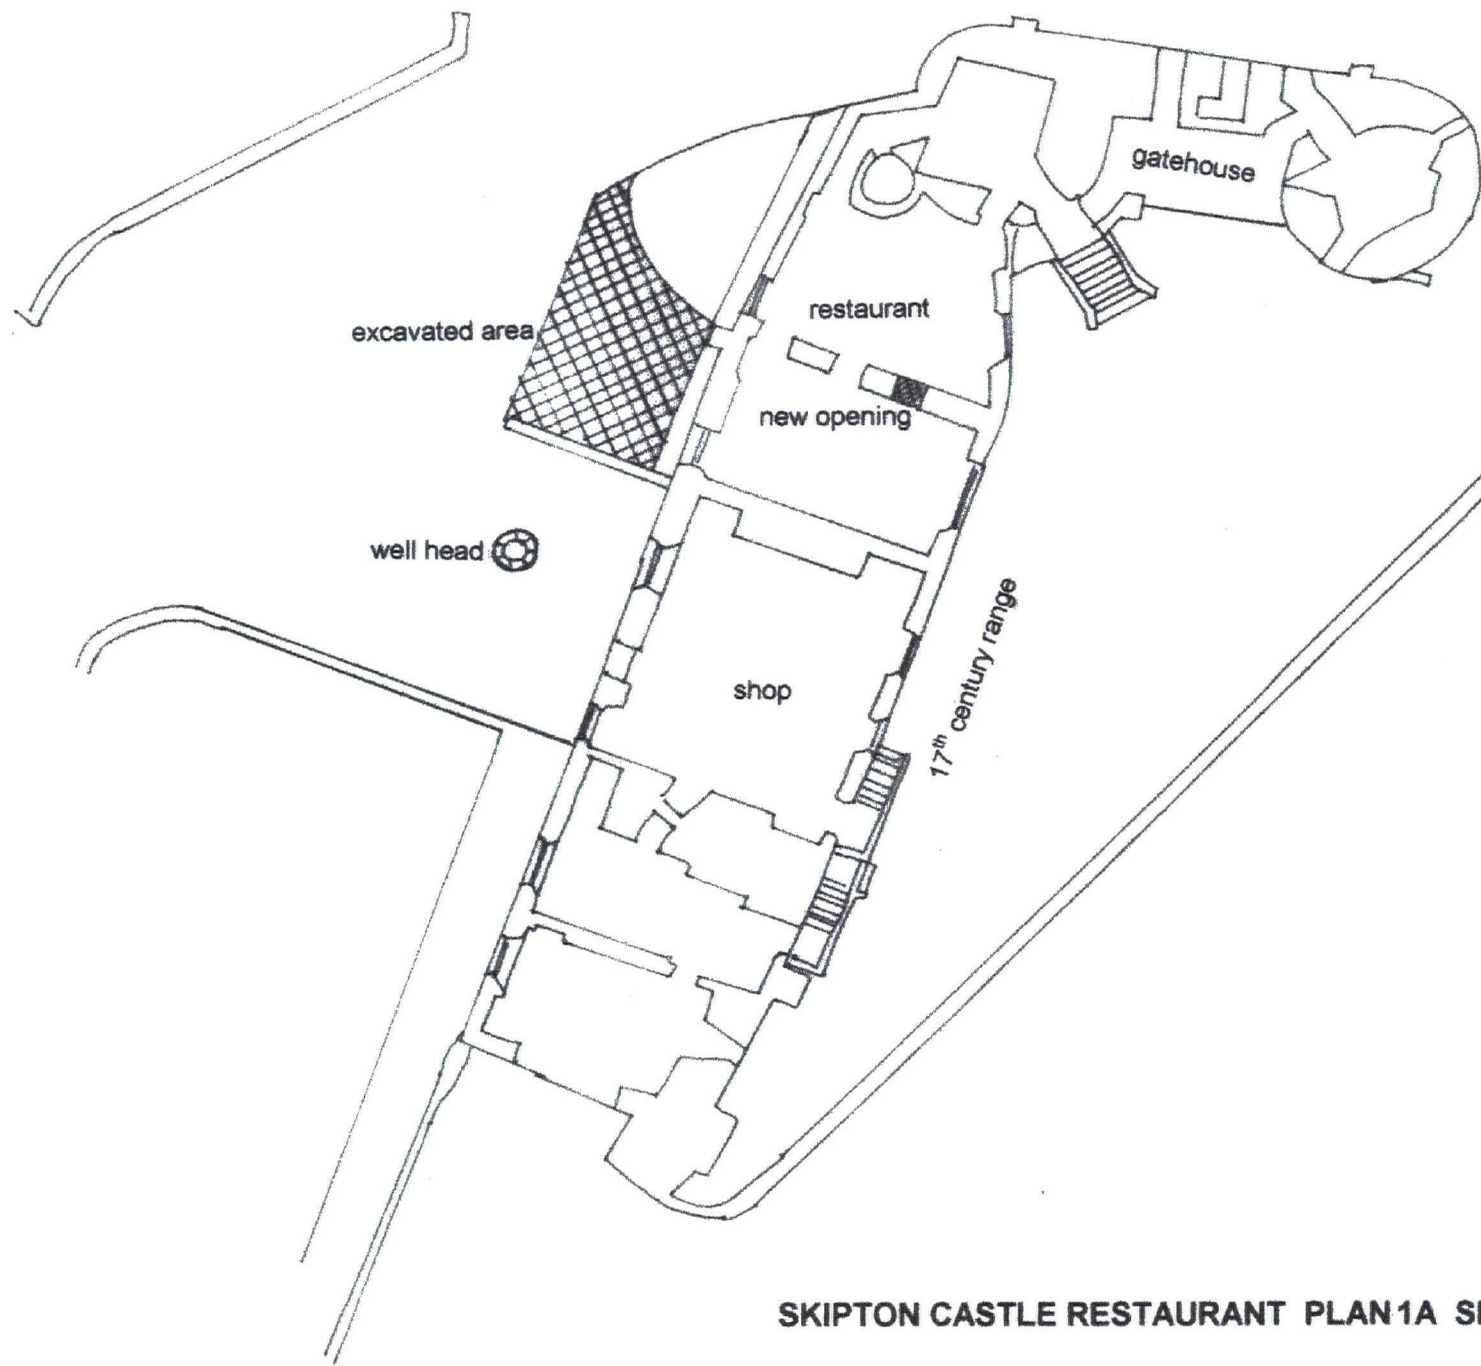 gatehouse
restaurant
excavated area
new opening
well head
17th century range
shop
SKIPTON CASTLE RESTAURANT PLAN 1A